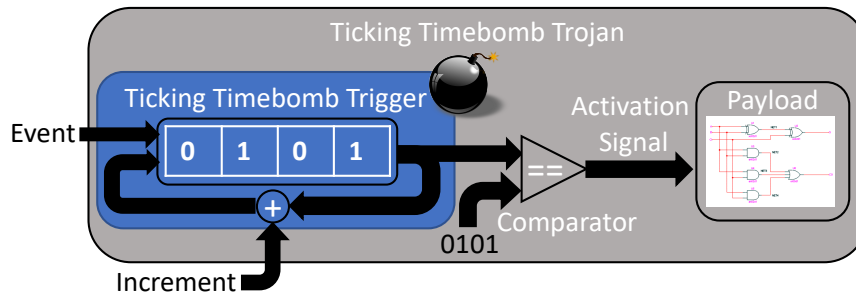 Ticking Timebomb Trojan
Ticking Timebomb Trigger
Event
0 1 0 1
+
Increment
==
0101
Comparator
Activation
Signal
Payload